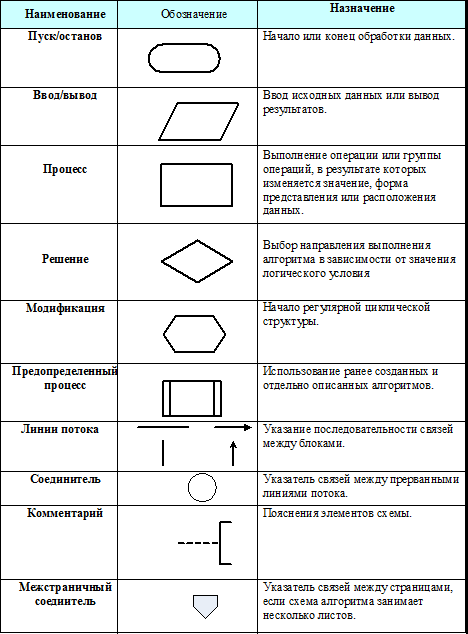 Наименование
Обозначение
Назначение
Пуск/останов
Начало или конец обработки данных.
Ввод/вывод
Ввод исходных данных или вывод
результатов.
Процесс
Выполнение операции или группы
операций, в результате которых
изменяется значение, форма
представления или расположения
данных.
Решение
Выбор направления выполнения
алгоритма в зависимости от значения
логического условия
Модификация
Начало регулярной циклической
структуры.
Предопределенный
процесс
Использование ранее созданных и
отдельно описанных алгоритмов.
Линии потока
Указание последовательности связей
между блоками.
Соединитель
Указатель связей между прерванными
линиями потока.
Комментарий
Пояснения элементов схемы.
Межстраничный
соединтель
Указатель связей между страницами,
если схема алгоритма занимает
несколько листов.